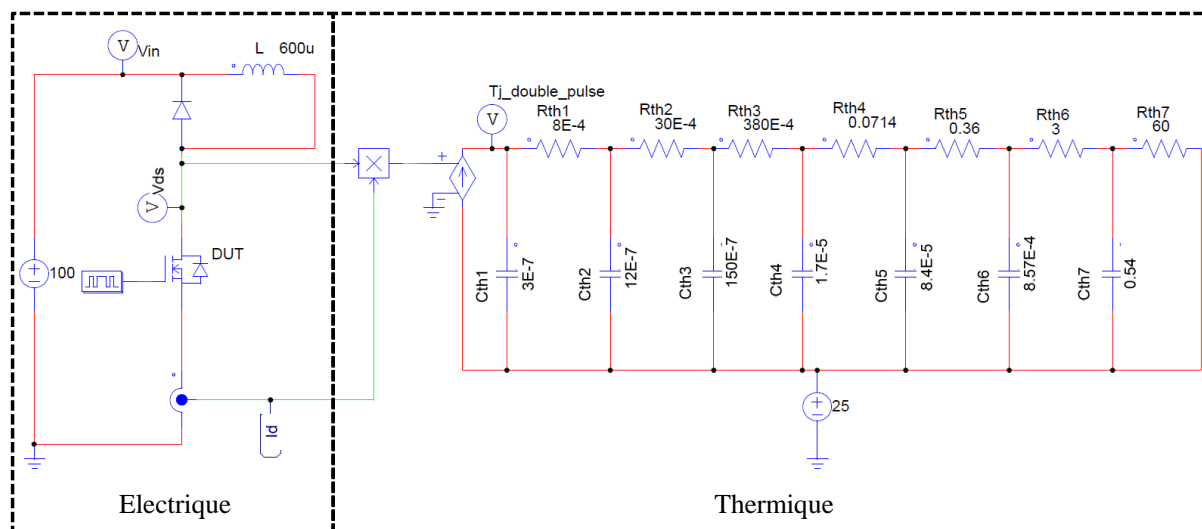 V
Vin
L 600u
V
Vds
100
DUT
Id
Electrique
Tj_double_pulse
V
Rth1
8E-4
Rth2
30E-4
Rth3
380E-4
Rth4
0.0714
Rth5
0.36
Rth6
3
Rth7
60
Cth1
3E-7
Cth2
12E-7
Cth3
150E-7
Cth4
1.7E-5
Cth5
8.4E-5
Cth6
8.57E-4
Cth7
0.54
25
Thermique